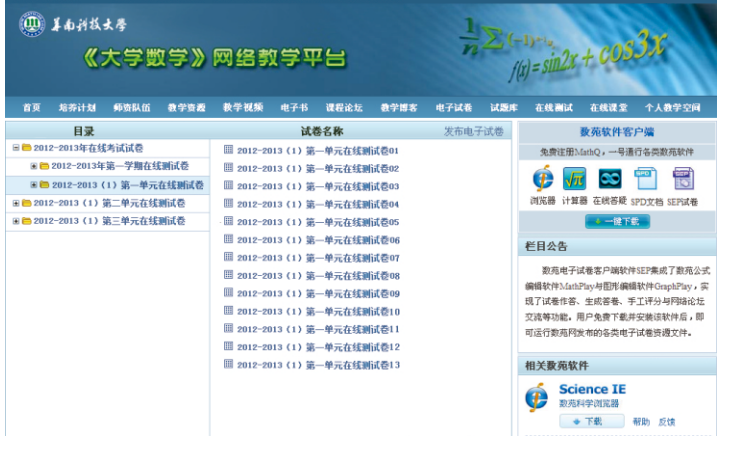 某南科技大学
《大学数学》网络教学平台
1/n ∑(-1)
f(x)=sin2x+cos3x
首页 培养计划 师资队伍 教学资源 教学视频 电子书 课程论坛 教学博客 电子试卷 试题库 在线测试 在线课堂 个人教学空间
目录
2012-2013年在线考试试卷
2012-2013年第一学期在线测试卷
2012-2013（1）第一单元在线测试卷
2012-2013（1）第二单元在线测试卷
2012-2013（1）第三单元在线测试卷
试卷名称 发布电子试卷
2012-2013（1）第一单元在线测试卷01
2012-2013（1）第一单元在线测试卷02
2012-2013（1）第一单元在线测试卷03
2012-2013（1）第一单元在线测试卷04
2012-2013（1）第一单元在线测试卷05
2012-2013（1）第一单元在线测试卷06
2012-2013（1）第一单元在线测试卷07
2012-2013（1）第一单元在线测试卷08
2012-2013（1）第一单元在线测试卷09
2012-2013（1）第一单元在线测试卷10
2012-2013（1）第一单元在线测试卷11
2012-2013（1）第一单元在线测试卷12
2012-2013（1）第一单元在线测试卷13
数苑软件客户端
免费注册MathQ，一号通行各类数苑软件
SPD SEP
浏览器 计算器 在线答疑 SPD文档 SEP试卷
一键下载
栏目公告
数苑电子试卷客户端软件SEP集成了数苑公式
编辑软件MathPlay与图形编辑软件GraphPlay，实
现了试卷作答、生成答卷、手工评分与网络论坛
交流等功能。用户免费下载并安装该软件后，即
可运行数苑网发布的各类电子试卷资源文件。
相关数苑软件
Science IE
数苑科学浏览器
下载 帮助 反馈